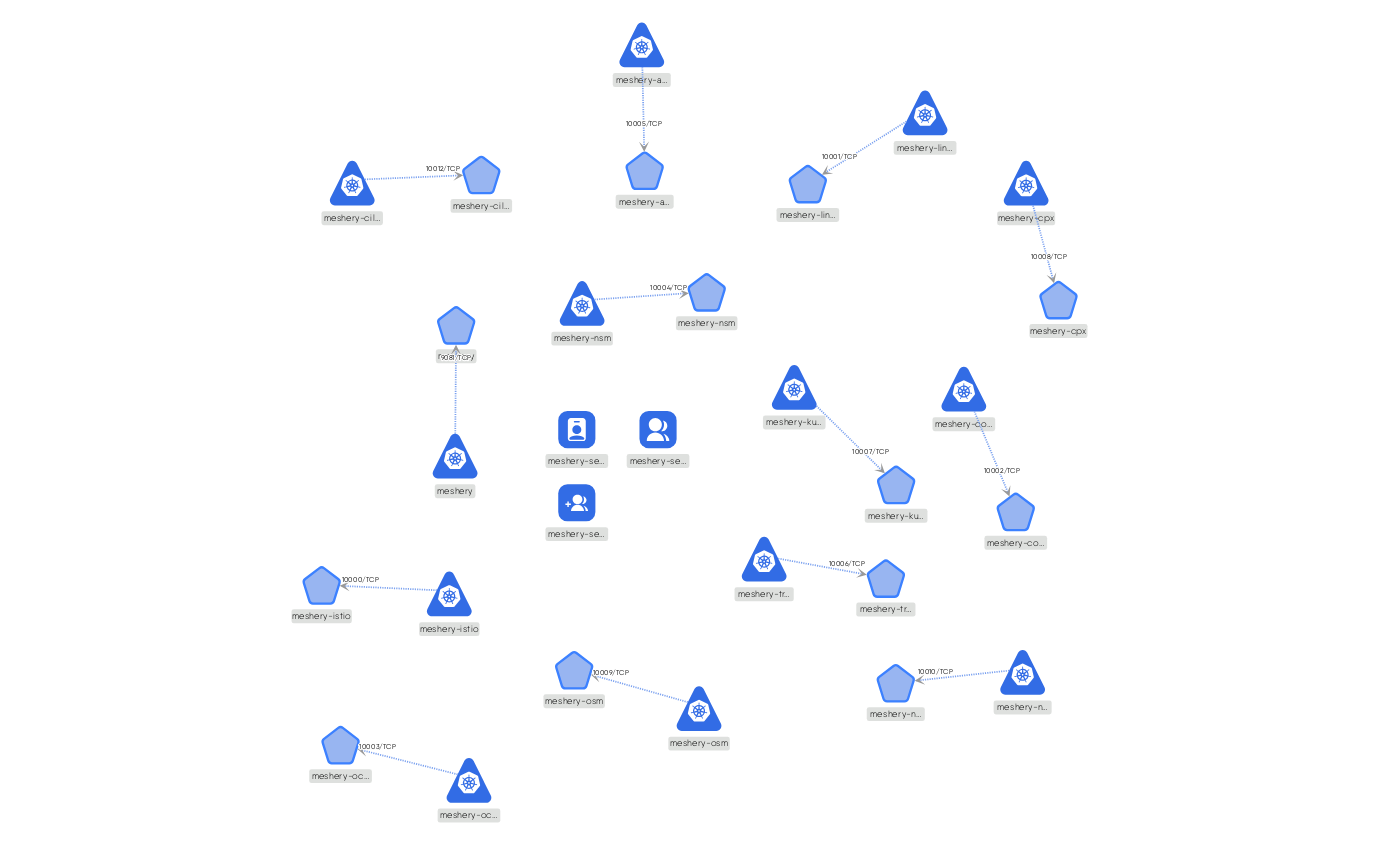 meshery-a...
10005/TCP
meshery-a...
meshery-lin...
10001/TCP
meshery-lin...
10012/TCP
meshery-cil...
meshery-cil...
meshery-cpx
10008/TCP
meshery-cpx
10004/TCP
meshery-nsm
meshery-nsm
9081/TCP
meshery
meshery-ku...
10007/TCP
meshery-ku...
meshery-co...
10002/TCP
meshery-co...
meshery-se...
meshery-se...
meshery-se...
10006/TCP
meshery-tr...
meshery-tr...
10000/TCP
meshery-istio
meshery-istio
10009/TCP
meshery-osm
meshery-osm
10010/TCP
meshery-n...
meshery-n...
10003/TCP
meshery-oc...
meshery-oc...